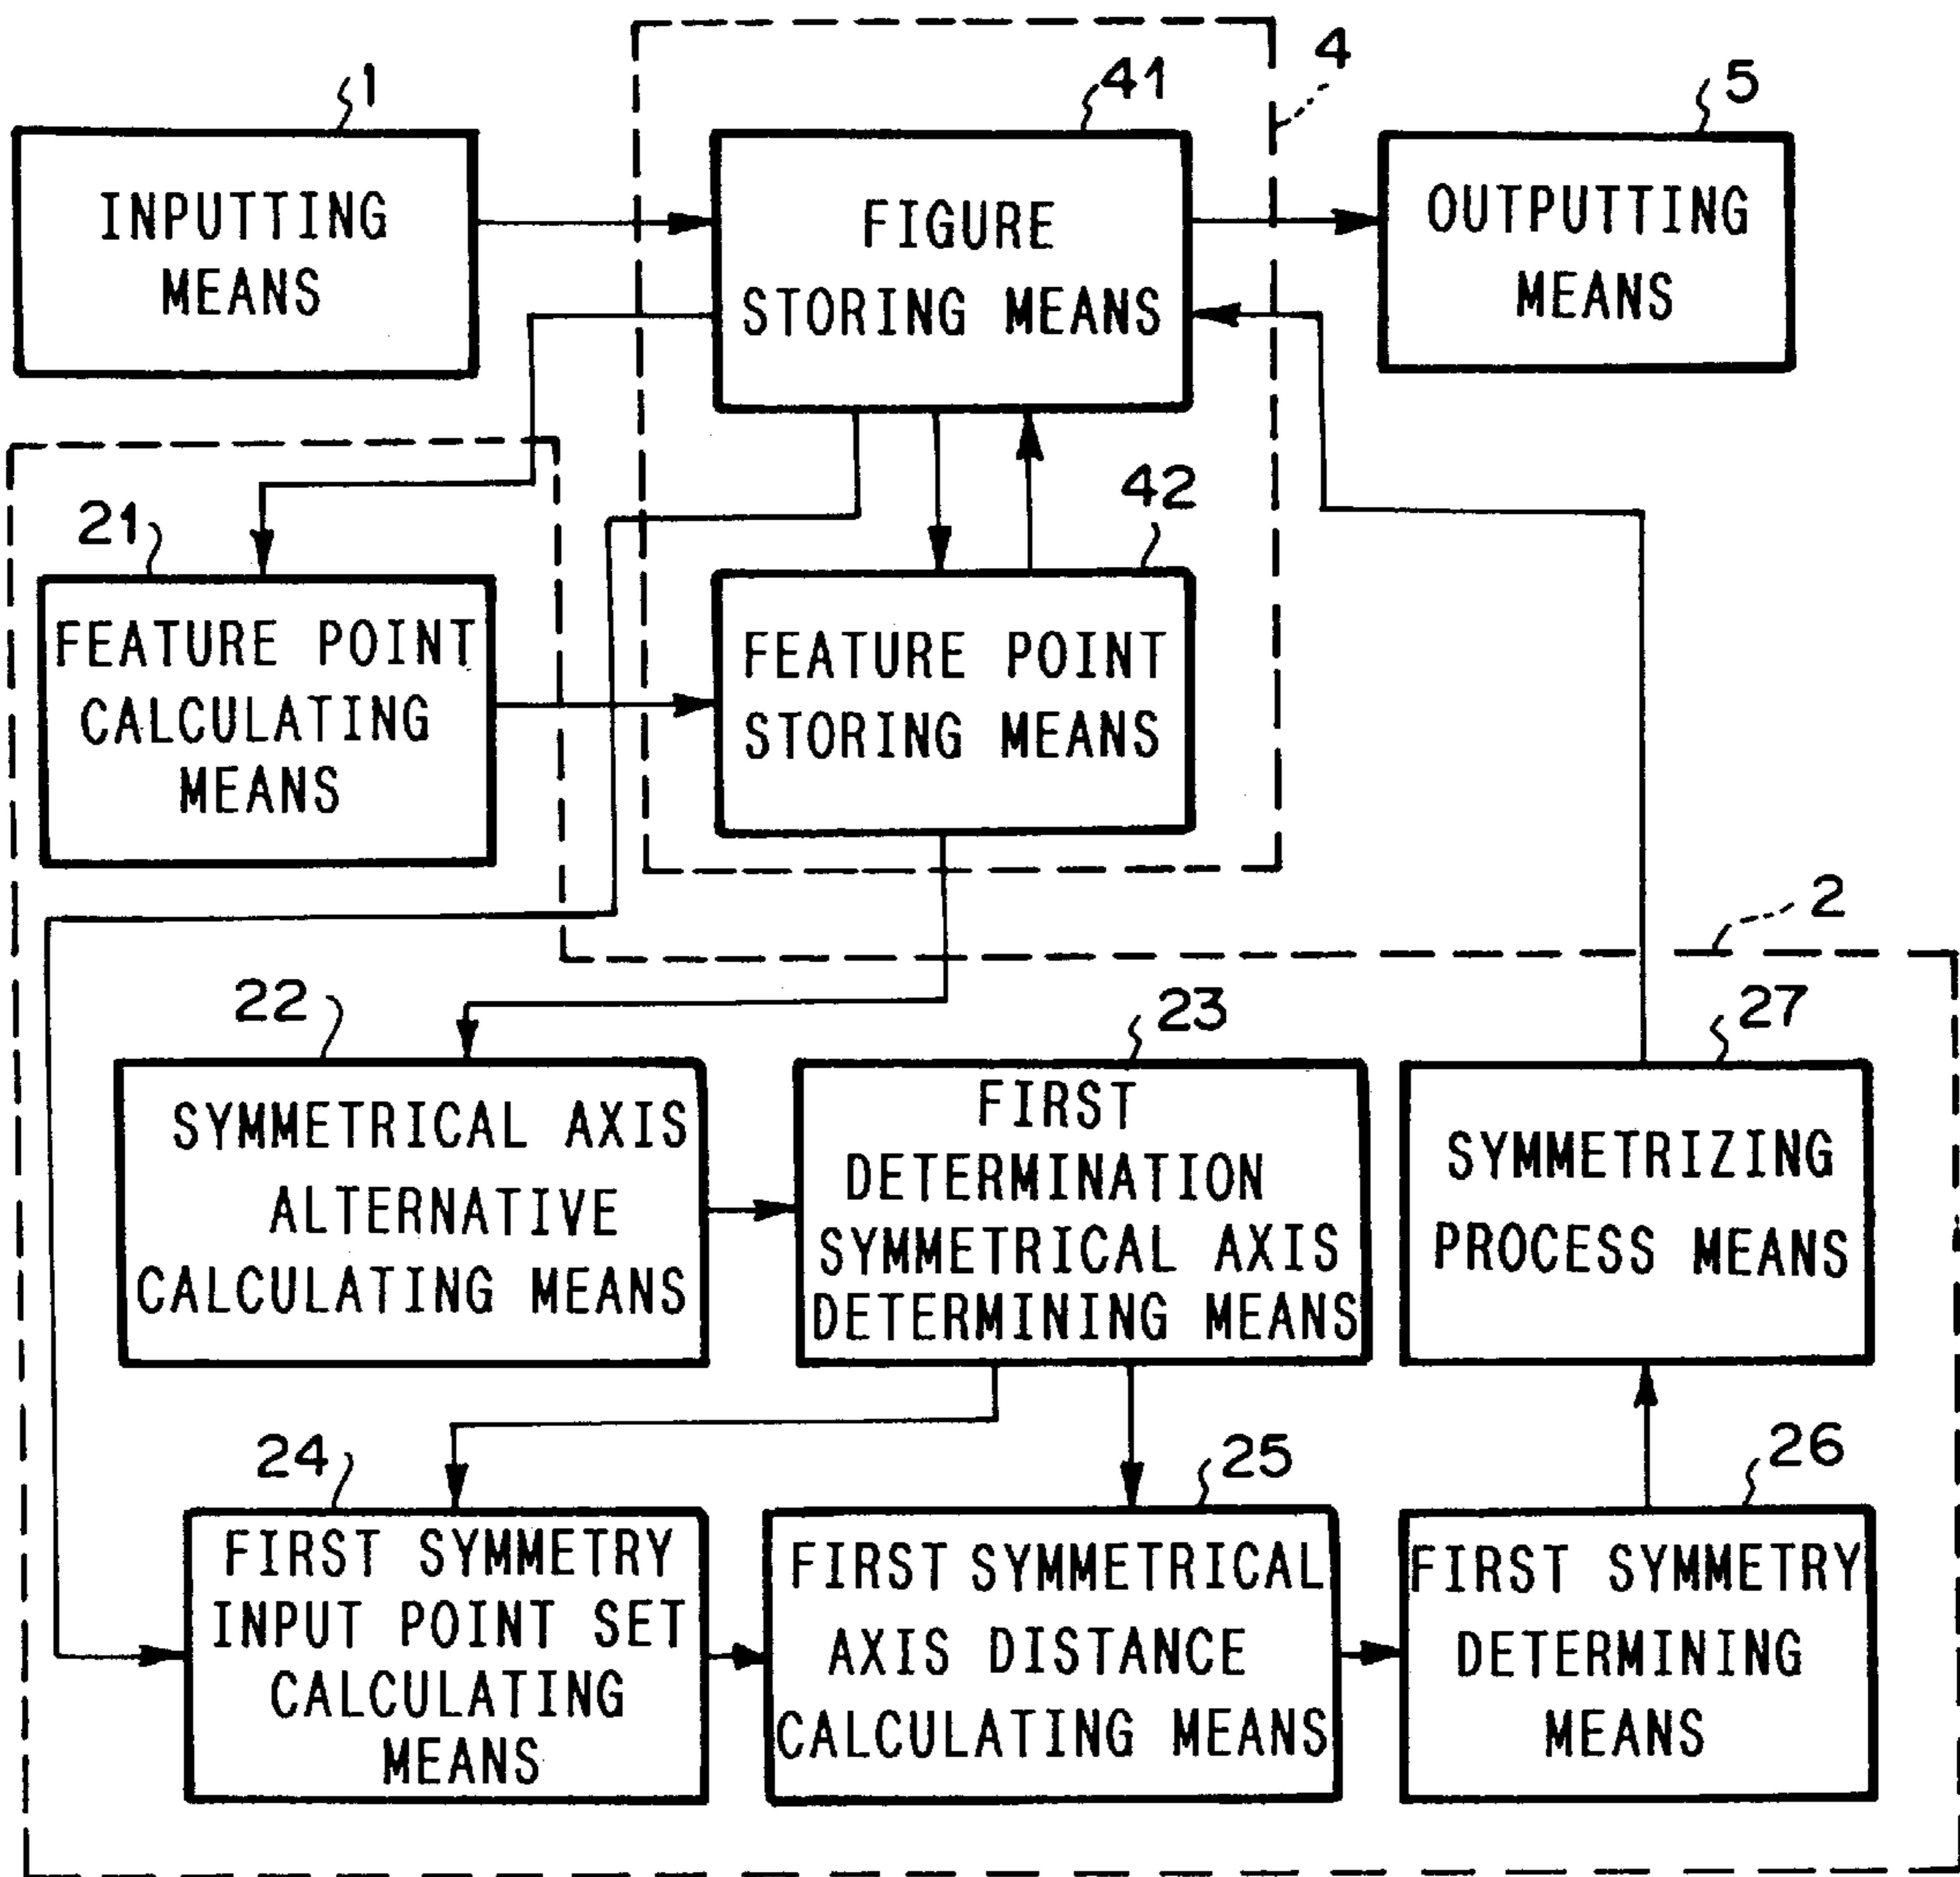 1
INPUTTING
MEANS
4
41
FIGURE
STORING MEANS
5
OUTPUTTING
MEANS
21
FEATURE POINT
CALCULATING
MEANS
42
FEATURE POINT
STORING MEANS
2
22
SYMMETRICAL AXIS
ALTERNATIVE
CALCULATING MEANS
23
FIRST
DETERMINATION
SYMMETRICAL AXIS
DETERMINING MEANS
27
SYMMETRIZING
PROCESS MEANS
24
FIRST SYMMETRY
INPUT POINT SET
CALCULATING
MEANS
25
FIRST SYMMETRICAL
AXIS DISTANCE
CALCULATING MEANS
26
FIRST SYMMETRY
DETERMINING
MEANS